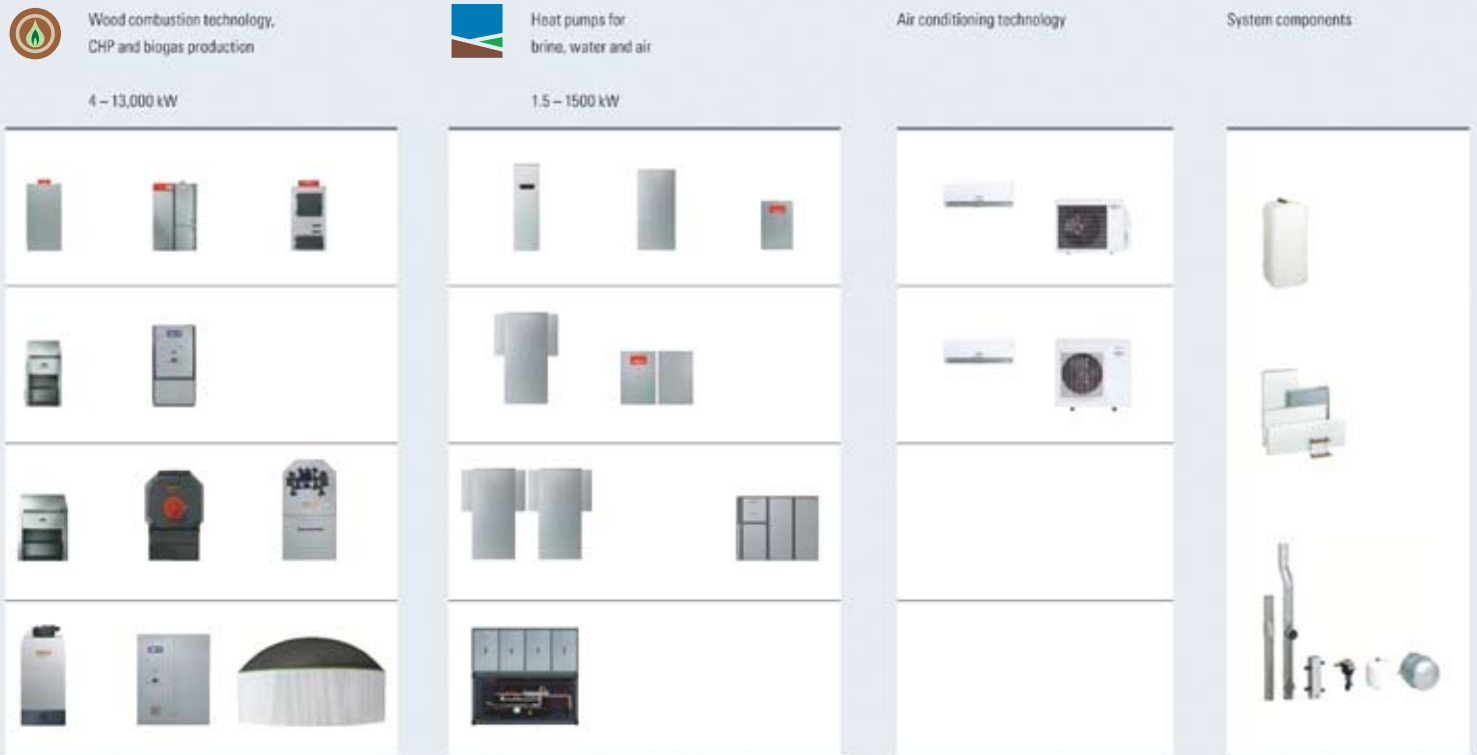 Wood combustion technology,
CHP and biogas production
4 – 13,000 kW
Heat pumps for
brine, water and air
1.5 – 1500 kW
Air conditioning technology
System components